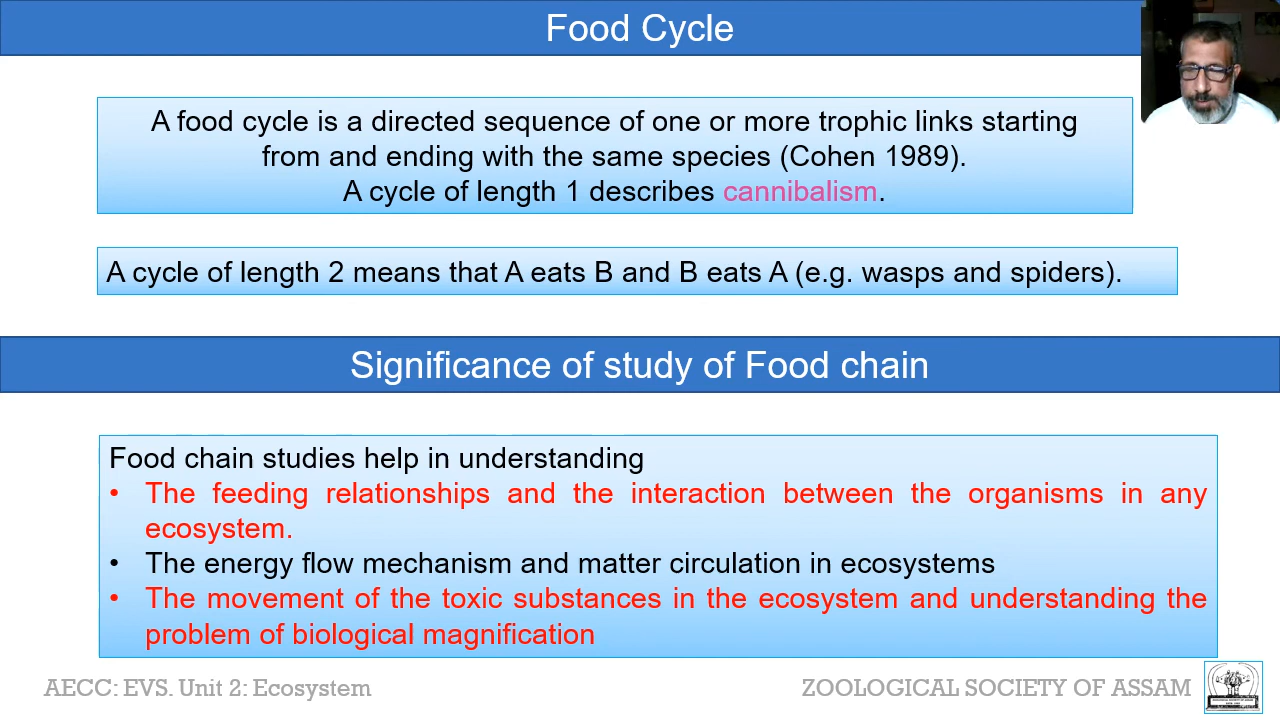 Food Cycle
A food cycle is a directed sequence of one or more trophic links starting
from and ending with the same species (Cohen 1989).
A cycle of length 1 describes cannibalism.
A cycle of length 2 means that A eats B and B eats A (e.g. wasps and spiders).
Significance of study of Food chain
Food chain studies help in understanding
• The feeding relationships and the interaction between the organisms in any
ecosystem.
• The energy flow mechanism and matter circulation in ecosystems
• The movement of the toxic substances in the ecosystem and understanding the
problem of biological magnification
AECC: EVS. Unit 2: Ecosystem
ZOOLOGICAL SOCIETY OF ASSAM